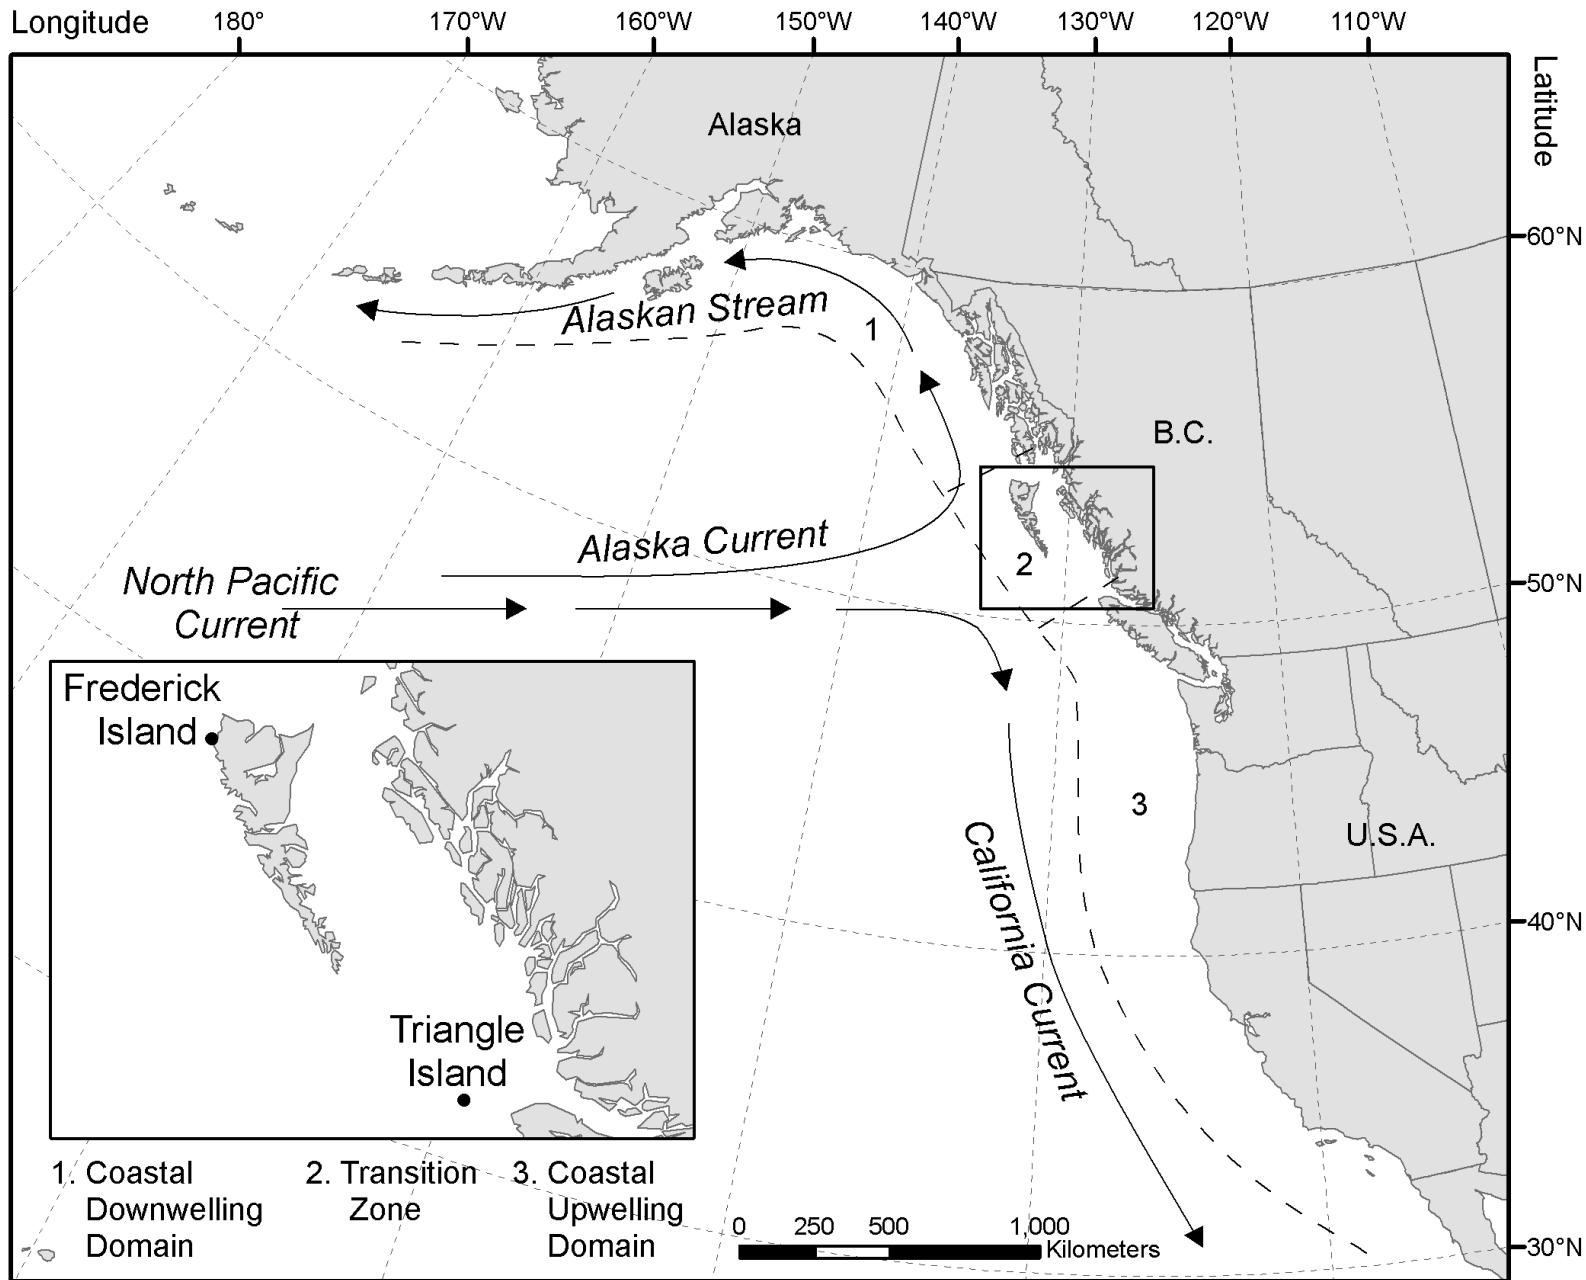 Longitude
180°
170°W
160°W
150°W
140°W
130°W
120°W
110°W
Latitude
Alaska
60°N
Alaskan Stream
1
B.C.
Alaska Current
2
North Pacific
Current
50°N
Frederick
Island
3
U.S.A.
California Current
40°N
Triangle
Island
1. Coastal
Downwelling
Domain
2. Transition
Zone
3. Coastal
Upwelling
Domain
0
250
500
1,000
Kilometers
30°N